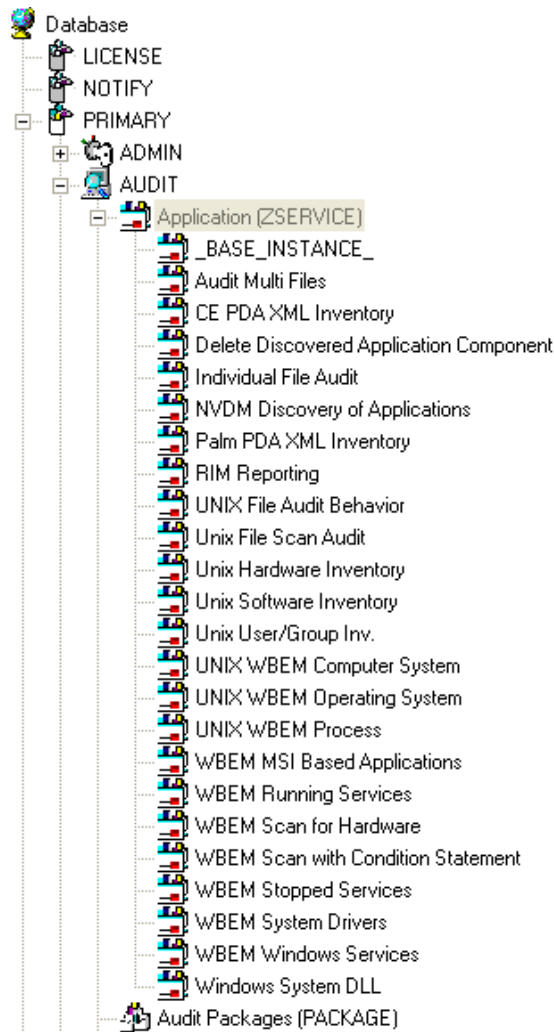 Database
LICENSE
NOTIFY
PRIMARY
ADMIN
AUDIT
Application (ZSERVICE)
_BASE_INSTANCE_
Audit Multi Files
CE PDA XML Inventory
Delete Discovered Application Component
Individual File Audit
NVDM Discovery of Applications
Palm PDA XML Inventory
RIM Reporting
UNIX File Audit Behavior
Unix File Scan Audit
Unix Hardware Inventory
Unix Software Inventory
Unix User/Group Inv.
UNIX WBEM Computer System
UNIX WBEM Operating System
UNIX WBEM Process
WBEM MSI Based Applications
WBEM Running Services
WBEM Scan for Hardware
WBEM Scan with Condition Statement
WBEM Stopped Services
WBEM System Drivers
WBEM Windows Services
Windows System DLL
Audit Packages (PACKAGE)